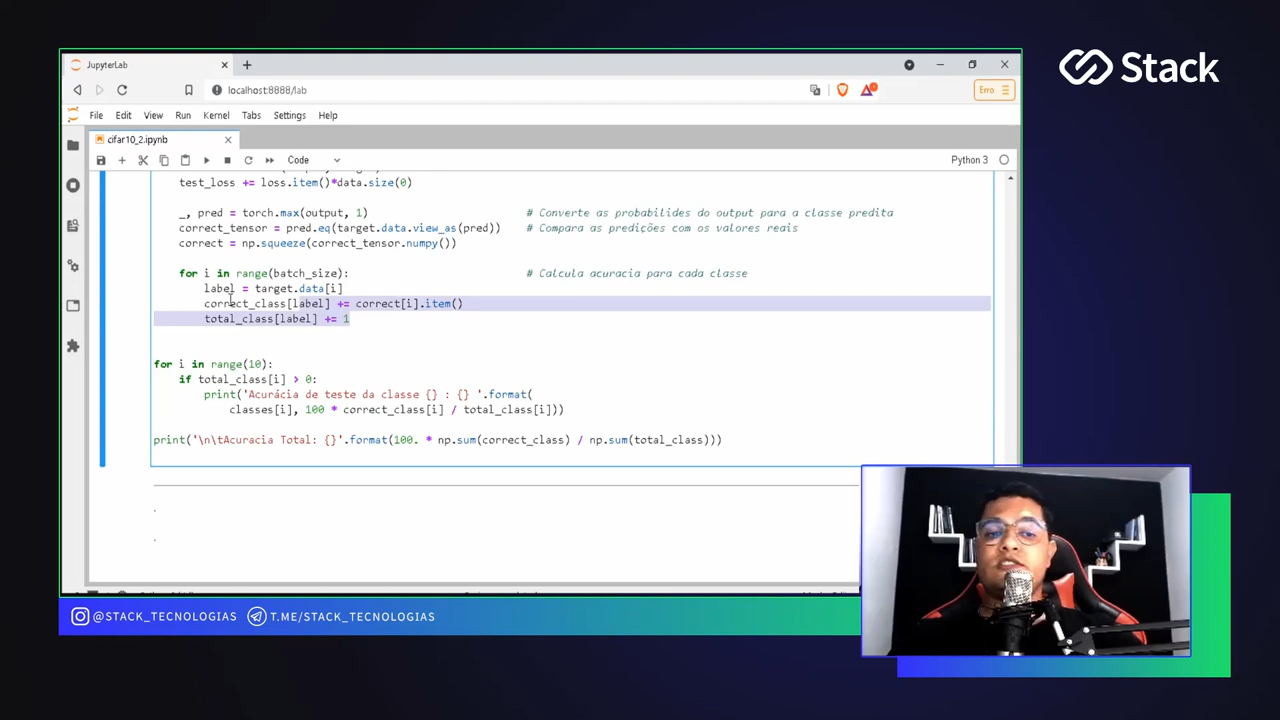 Stack
JupyterLab
localhost:8888/lab
Erro
File Edit View Run Kernel Tabs Settings Help
cifar10_2.ipynb
Code
Python 3
test_loss += loss.item()*data.size(0)
_, pred = torch.max(output, 1) # Converte as probabilides do output para a classe predita
correct_tensor = pred.eq(target.data.view_as(pred)) # Compara as predições com os valores reais
correct = np.squeeze(correct_tensor.numpy())
for i in range(batch_size): # Calcula acuracia para cada classe
label = target.data[i]
correct_class[label] += correct[i].item()
total_class[label] += 1
for i in range(10):
if total_class[i] > 0:
print('Acurácia de teste da classe {} : {} '.format(
classes[i], 100 * correct_class[i] / total_class[i]))
print('\n\tAcuracia Total: {}'.format(100. * np.sum(correct_class) / np.sum(total_class)))
@STACK_TECNOLOGIAS T.ME/STACK_TECNOLOGIAS